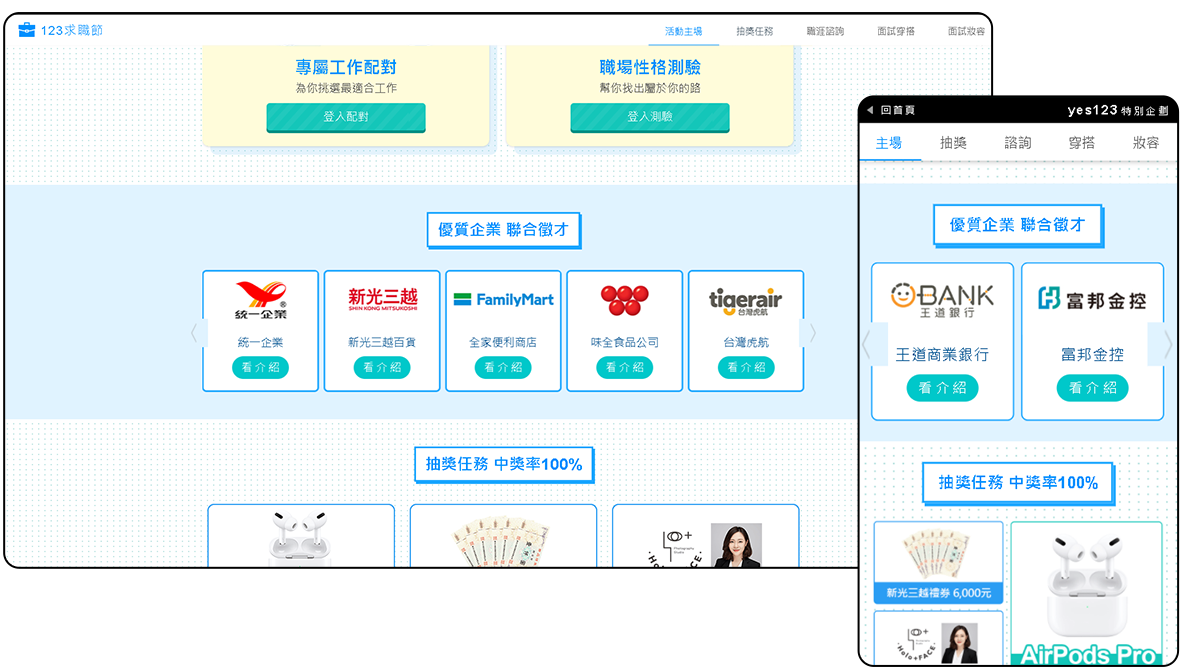 123求職節
活動主場
抽獎任務
職涯諮詢
面試穿搭
面試妝容
專屬工作配對
為你挑選最適合工作
登入配對
職場性格測驗
幫你找出屬於你的路
登入測驗
優質企業 聯合徵才
統一企業
®
統一企業
看介紹
新光三越
SHIN KONG MITSUKOSHI
新光三越百貨
看介紹
FamilyMart
全家便利商店
看介紹
味全食品公司
看介紹
tigerair
台灣虎航
台灣虎航
看介紹
抽獎任務 中獎率100%
Photography
Studio
Holo+FACE
回首頁
yes123 特別企劃
主場
抽獎
諮詢
穿搭
妝容
優質企業 聯合徵才
BANK
王道銀行
王道商業銀行
看介紹
富邦金控
富邦金控
看介紹
抽獎任務 中獎率100%
新光三越禮券 6,000元
Holo+FACE
AirPods Pro